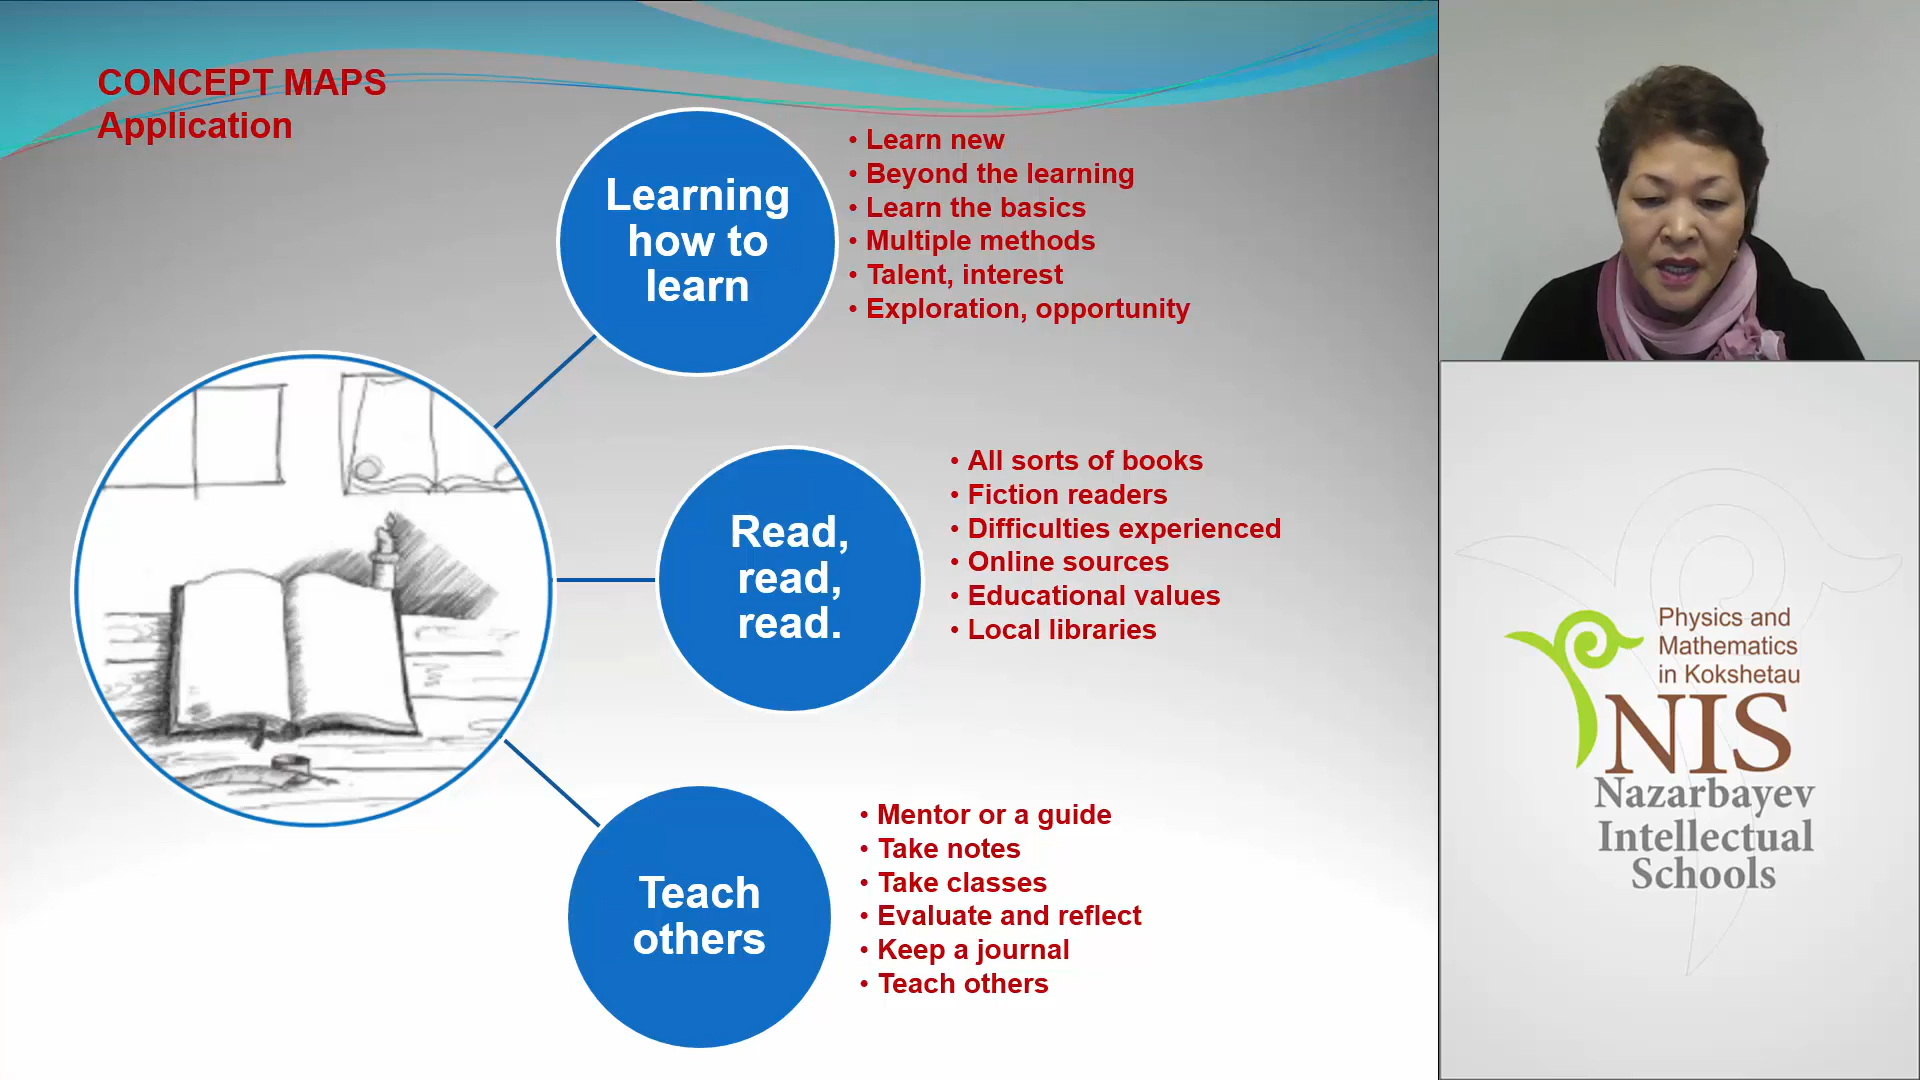 CONCEPT MAPS
Application
Learning
how to
learn
• Learn new
• Beyond the learning
• Learn the basics
• Multiple methods
• Talent, interest
• Exploration, opportunity
Read,
read,
read.
• All sorts of books
• Fiction readers
• Difficulties experienced
• Online sources
• Educational values
• Local libraries
Teach
others
• Mentor or a guide
• Take notes
• Take classes
• Evaluate and reflect
• Keep a journal
• Teach others
Physics and
Mathematics
in Kokshetau
NIS
Nazarbayev
Intellectual
Schools